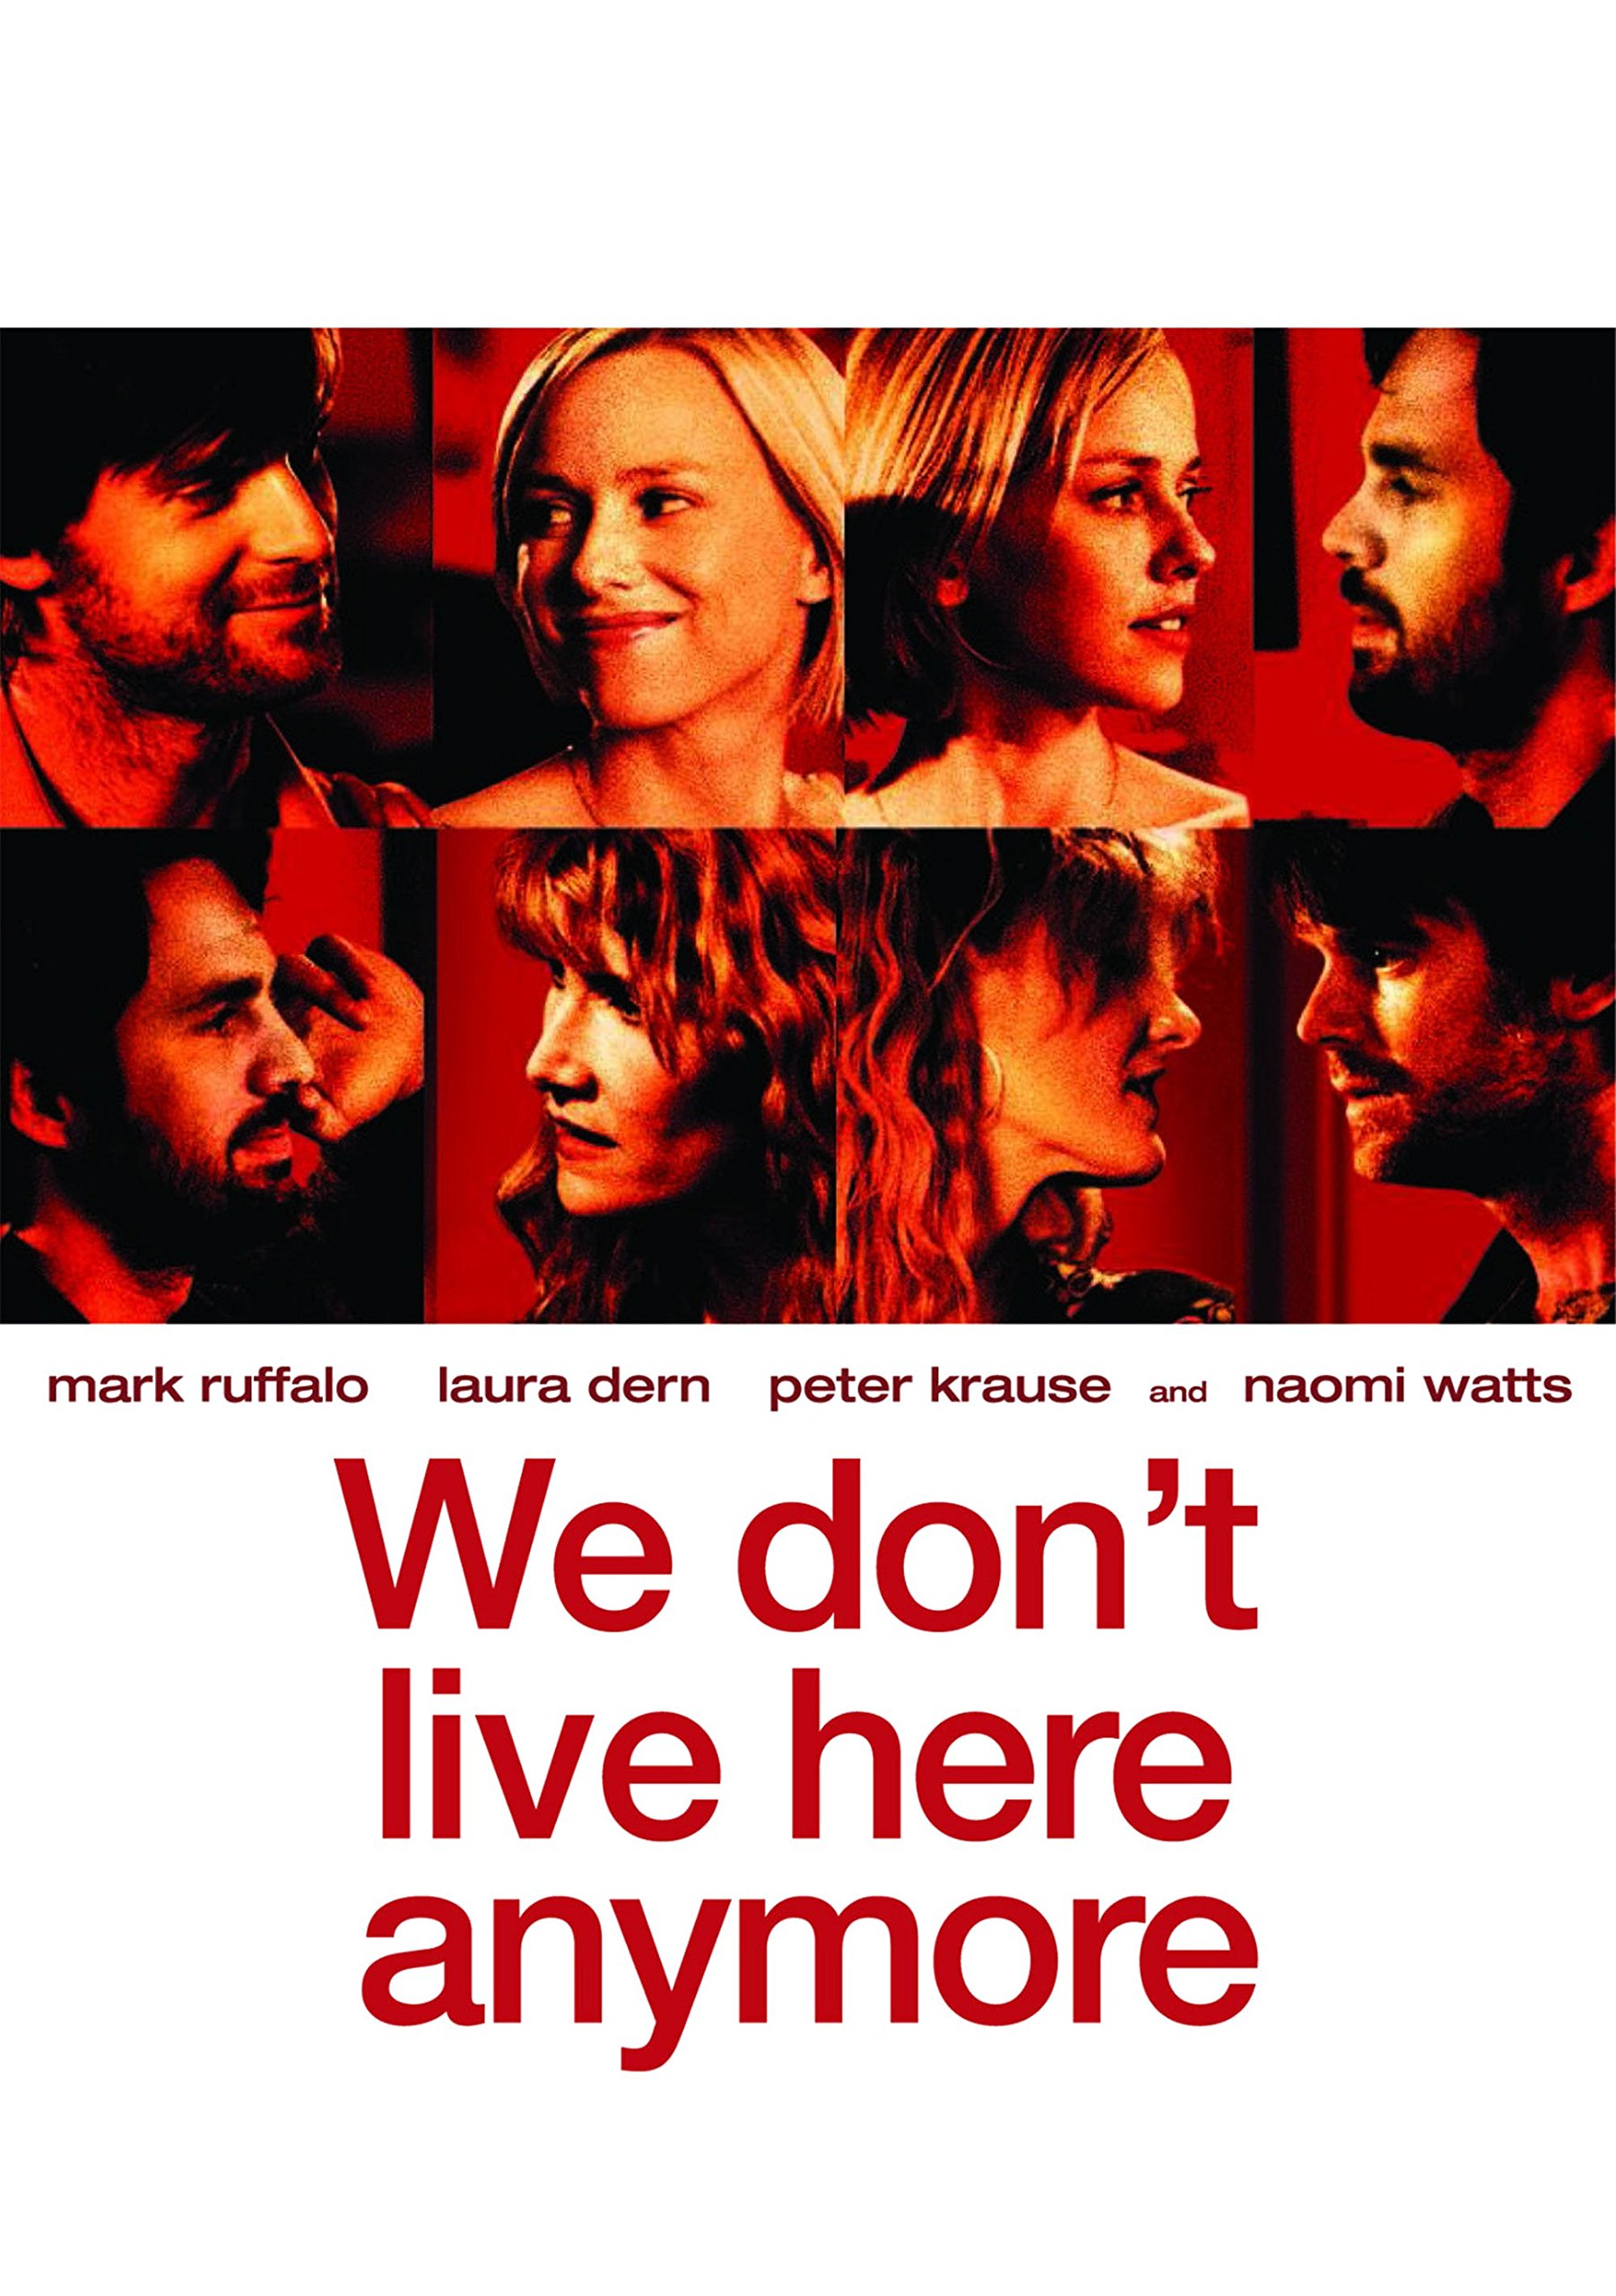 mark ruffalo laura dern peter krause and naomi watts
We don’t
live here
anymore